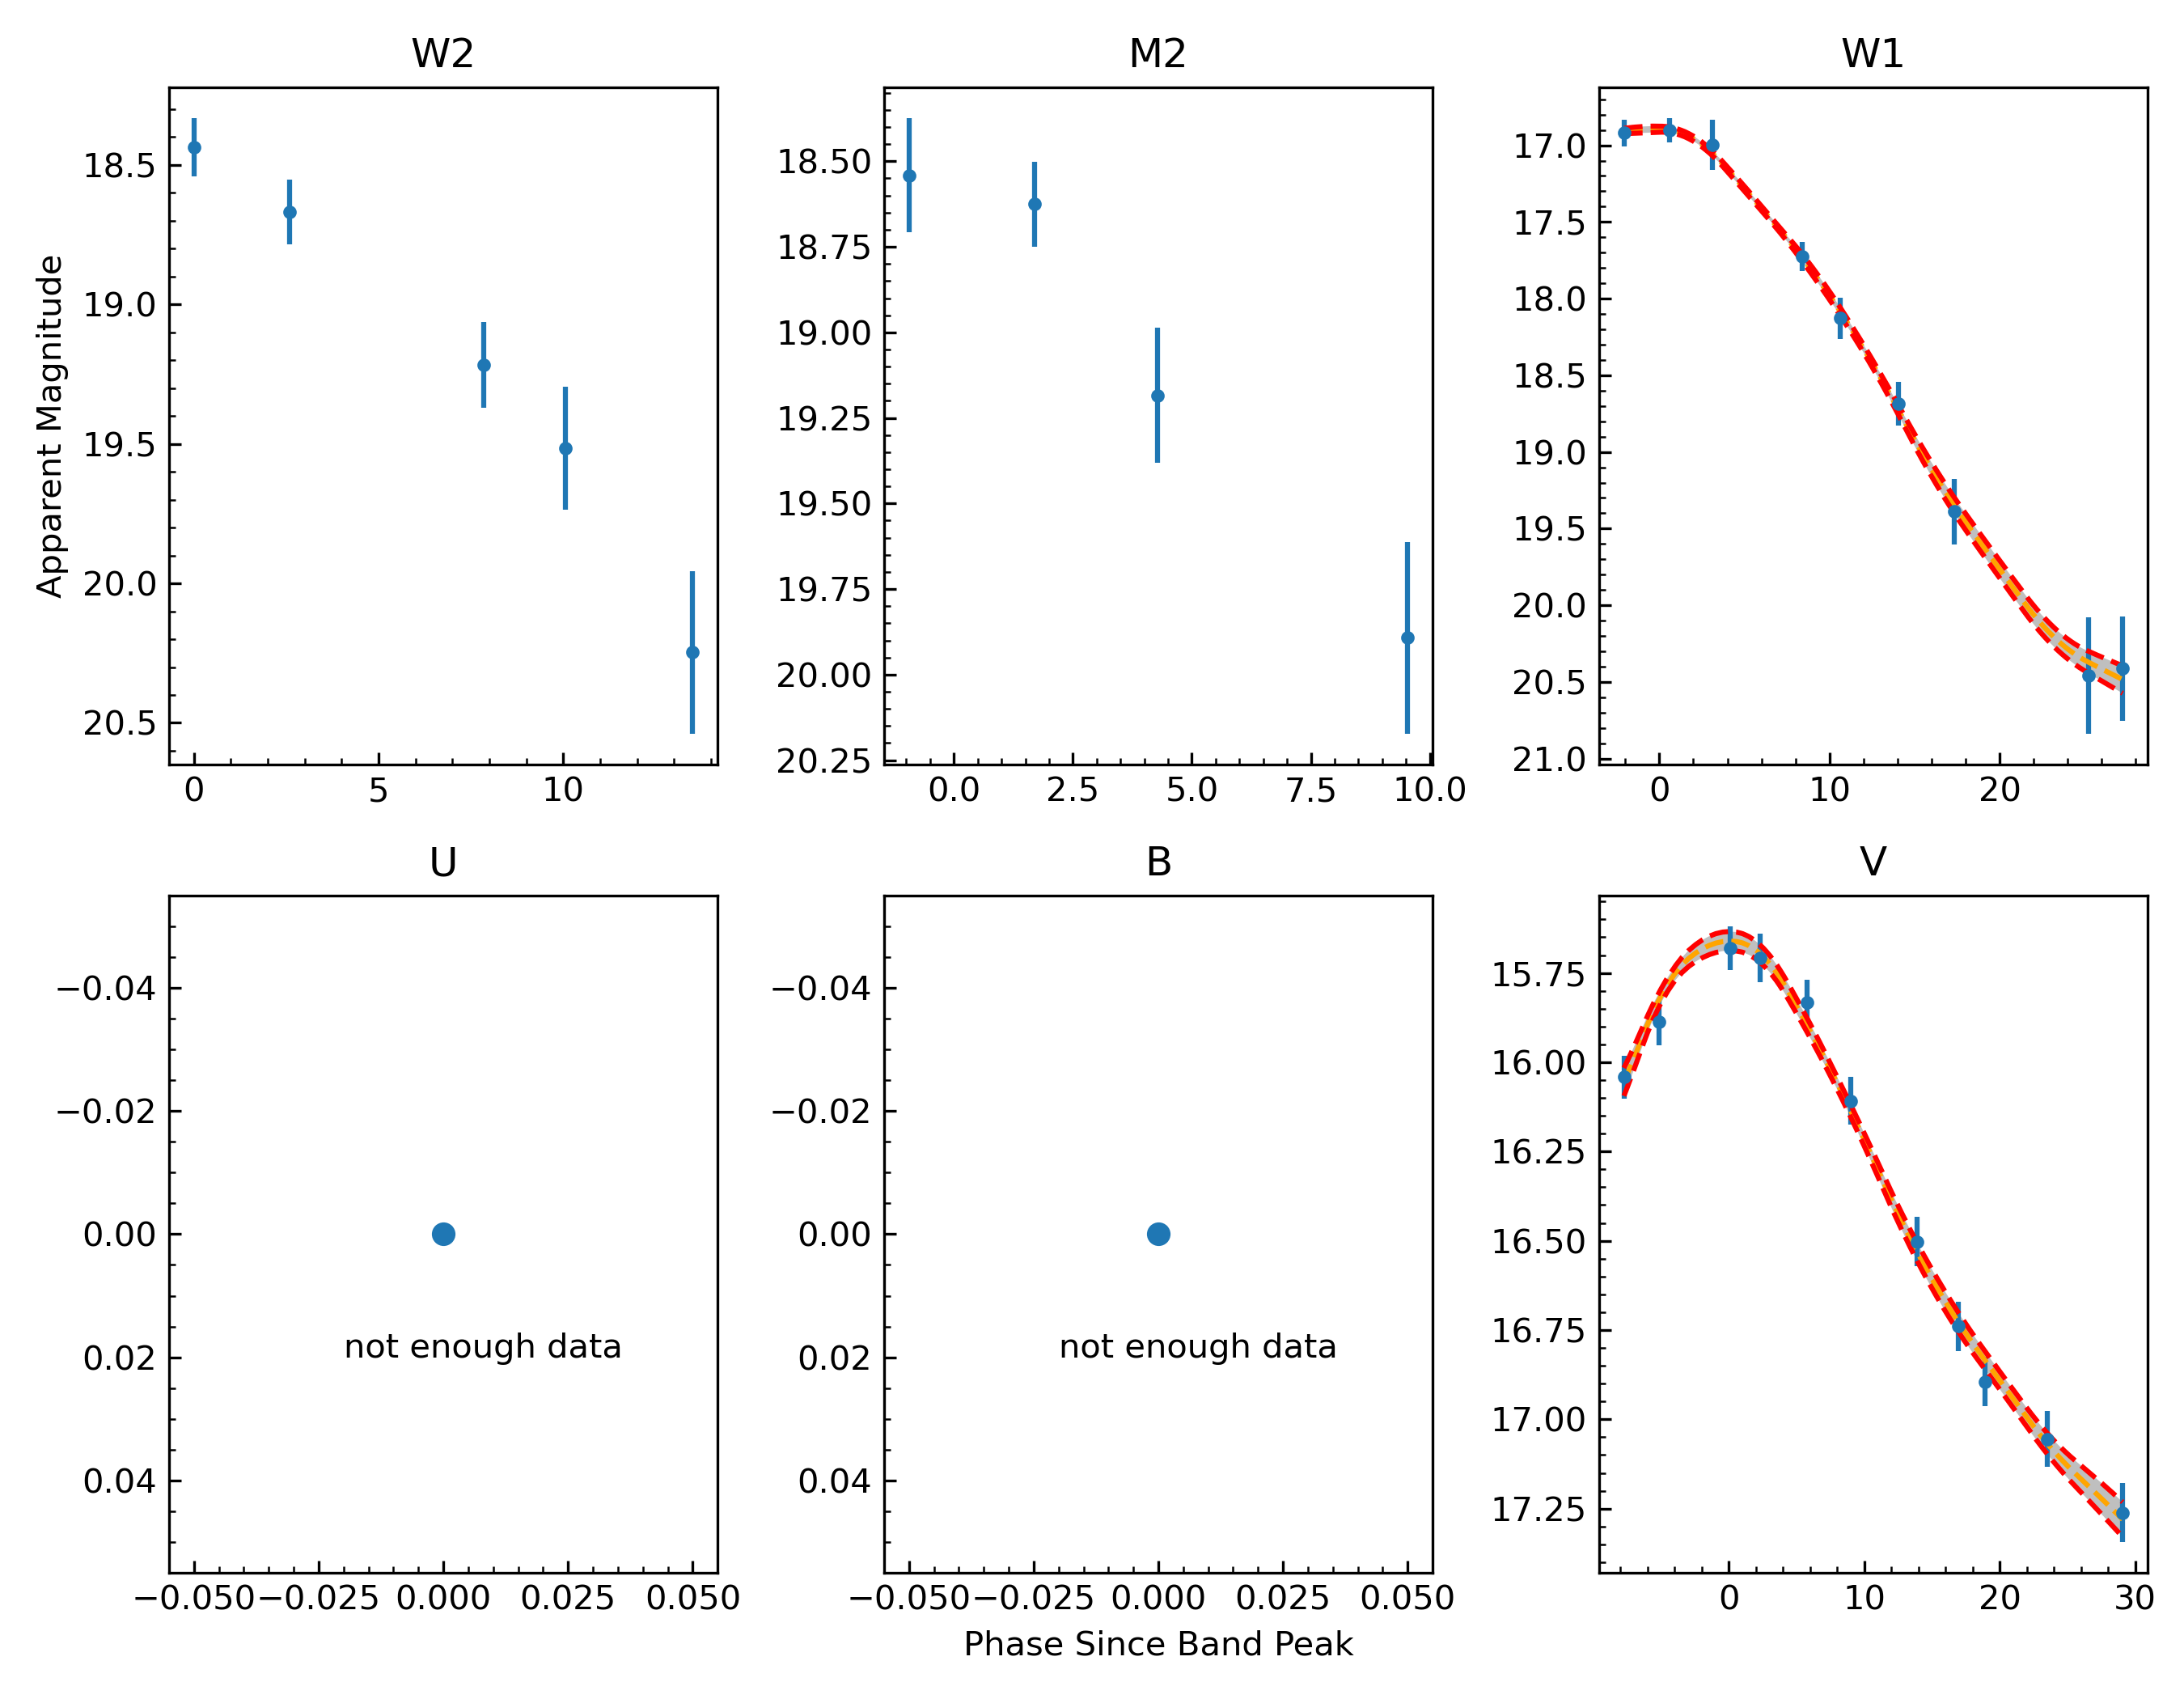 W2
M2
W1
Apparent Magnitude
18.5
19.0
19.5
20.0
20.5
0 5 10
18.50
18.75
19.00
19.25
19.50
19.75
20.00
20.25
0.0 2.5 5.0 7.5 10.0
17.0
17.5
18.0
18.5
19.0
19.5
20.0
20.5
21.0
0 10 20
U
B
V
−0.04
−0.02
0.00
0.02
0.04
not enough data
−0.050 −0.025 0.000 0.025 0.050
−0.04
−0.02
0.00
0.02
0.04
not enough data
−0.050 −0.025 0.000 0.025 0.050
15.75
16.00
16.25
16.50
16.75
17.00
17.25
0 10 20 30
Phase Since Band Peak